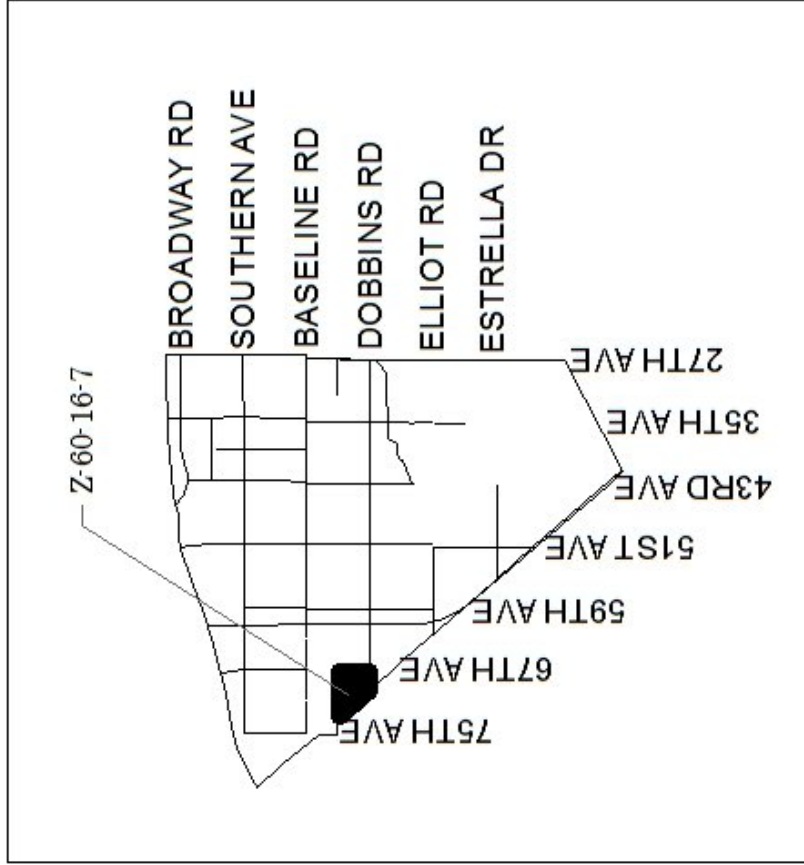 Z-60-16-7
BROADWAY RD
SOUTHERN AVE
BASELINE RD
DOBBINS RD
ELLIOT RD
ESTRELLA DR
27TH AVE
35TH AVE
43RD AVE
51ST AVE
59TH AVE
67TH AVE
75TH AVE